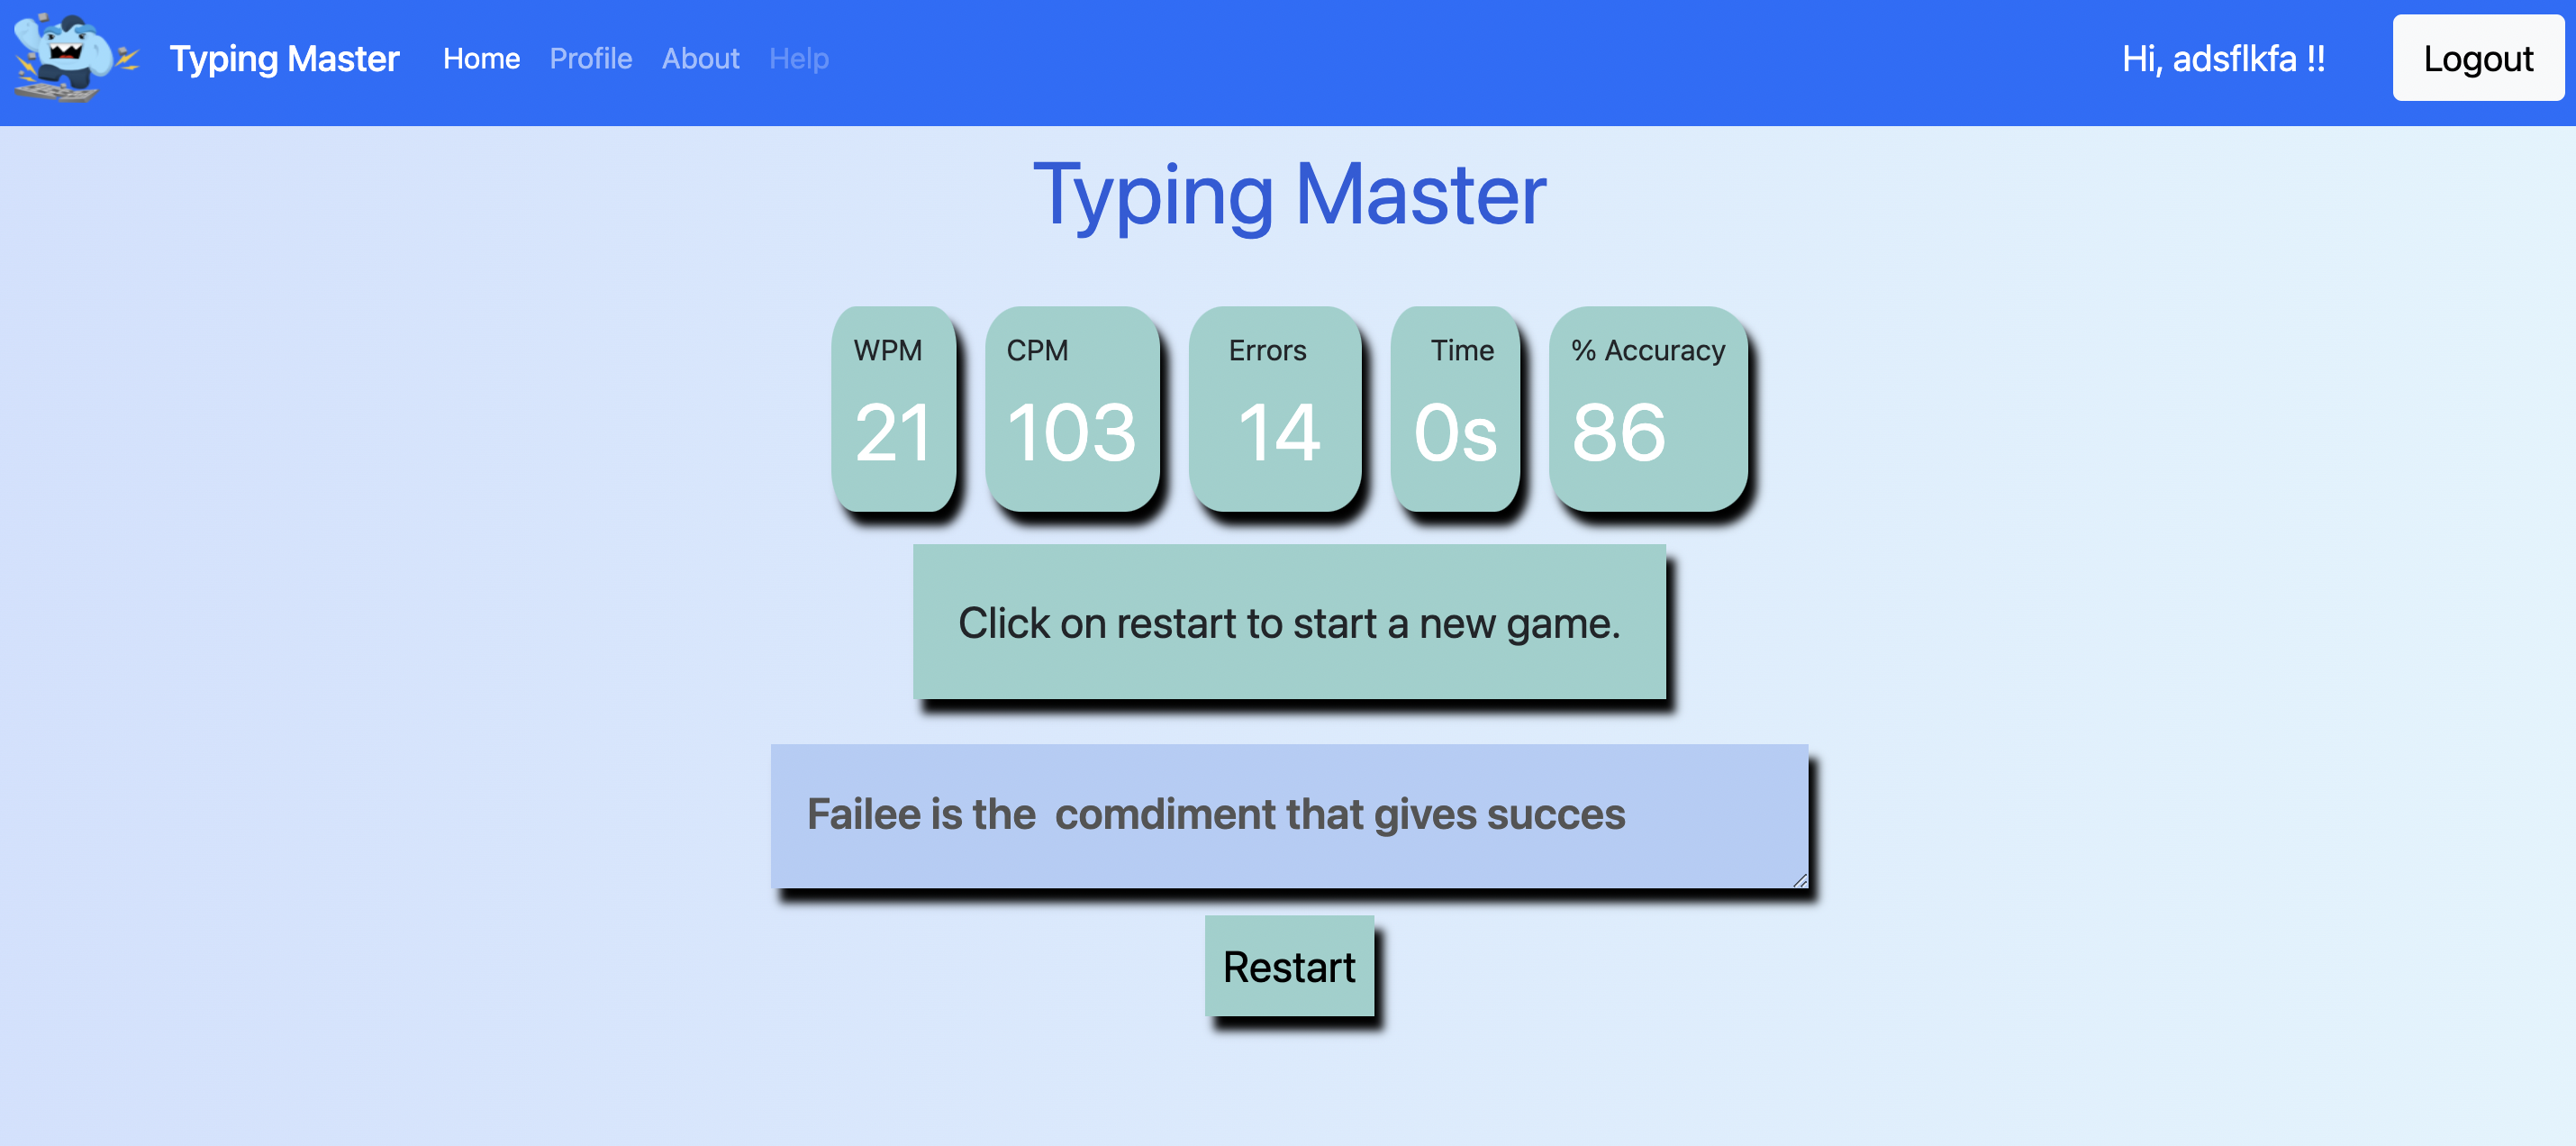 Typing Master Home Profile About Help Hi, adsflkfa !! Logout
Typing Master
WPM CPM Errors Time % Accuracy
21 103 14 0s 86
Click on restart to start a new game.
Failee is the  comdiment that gives succes
Restart